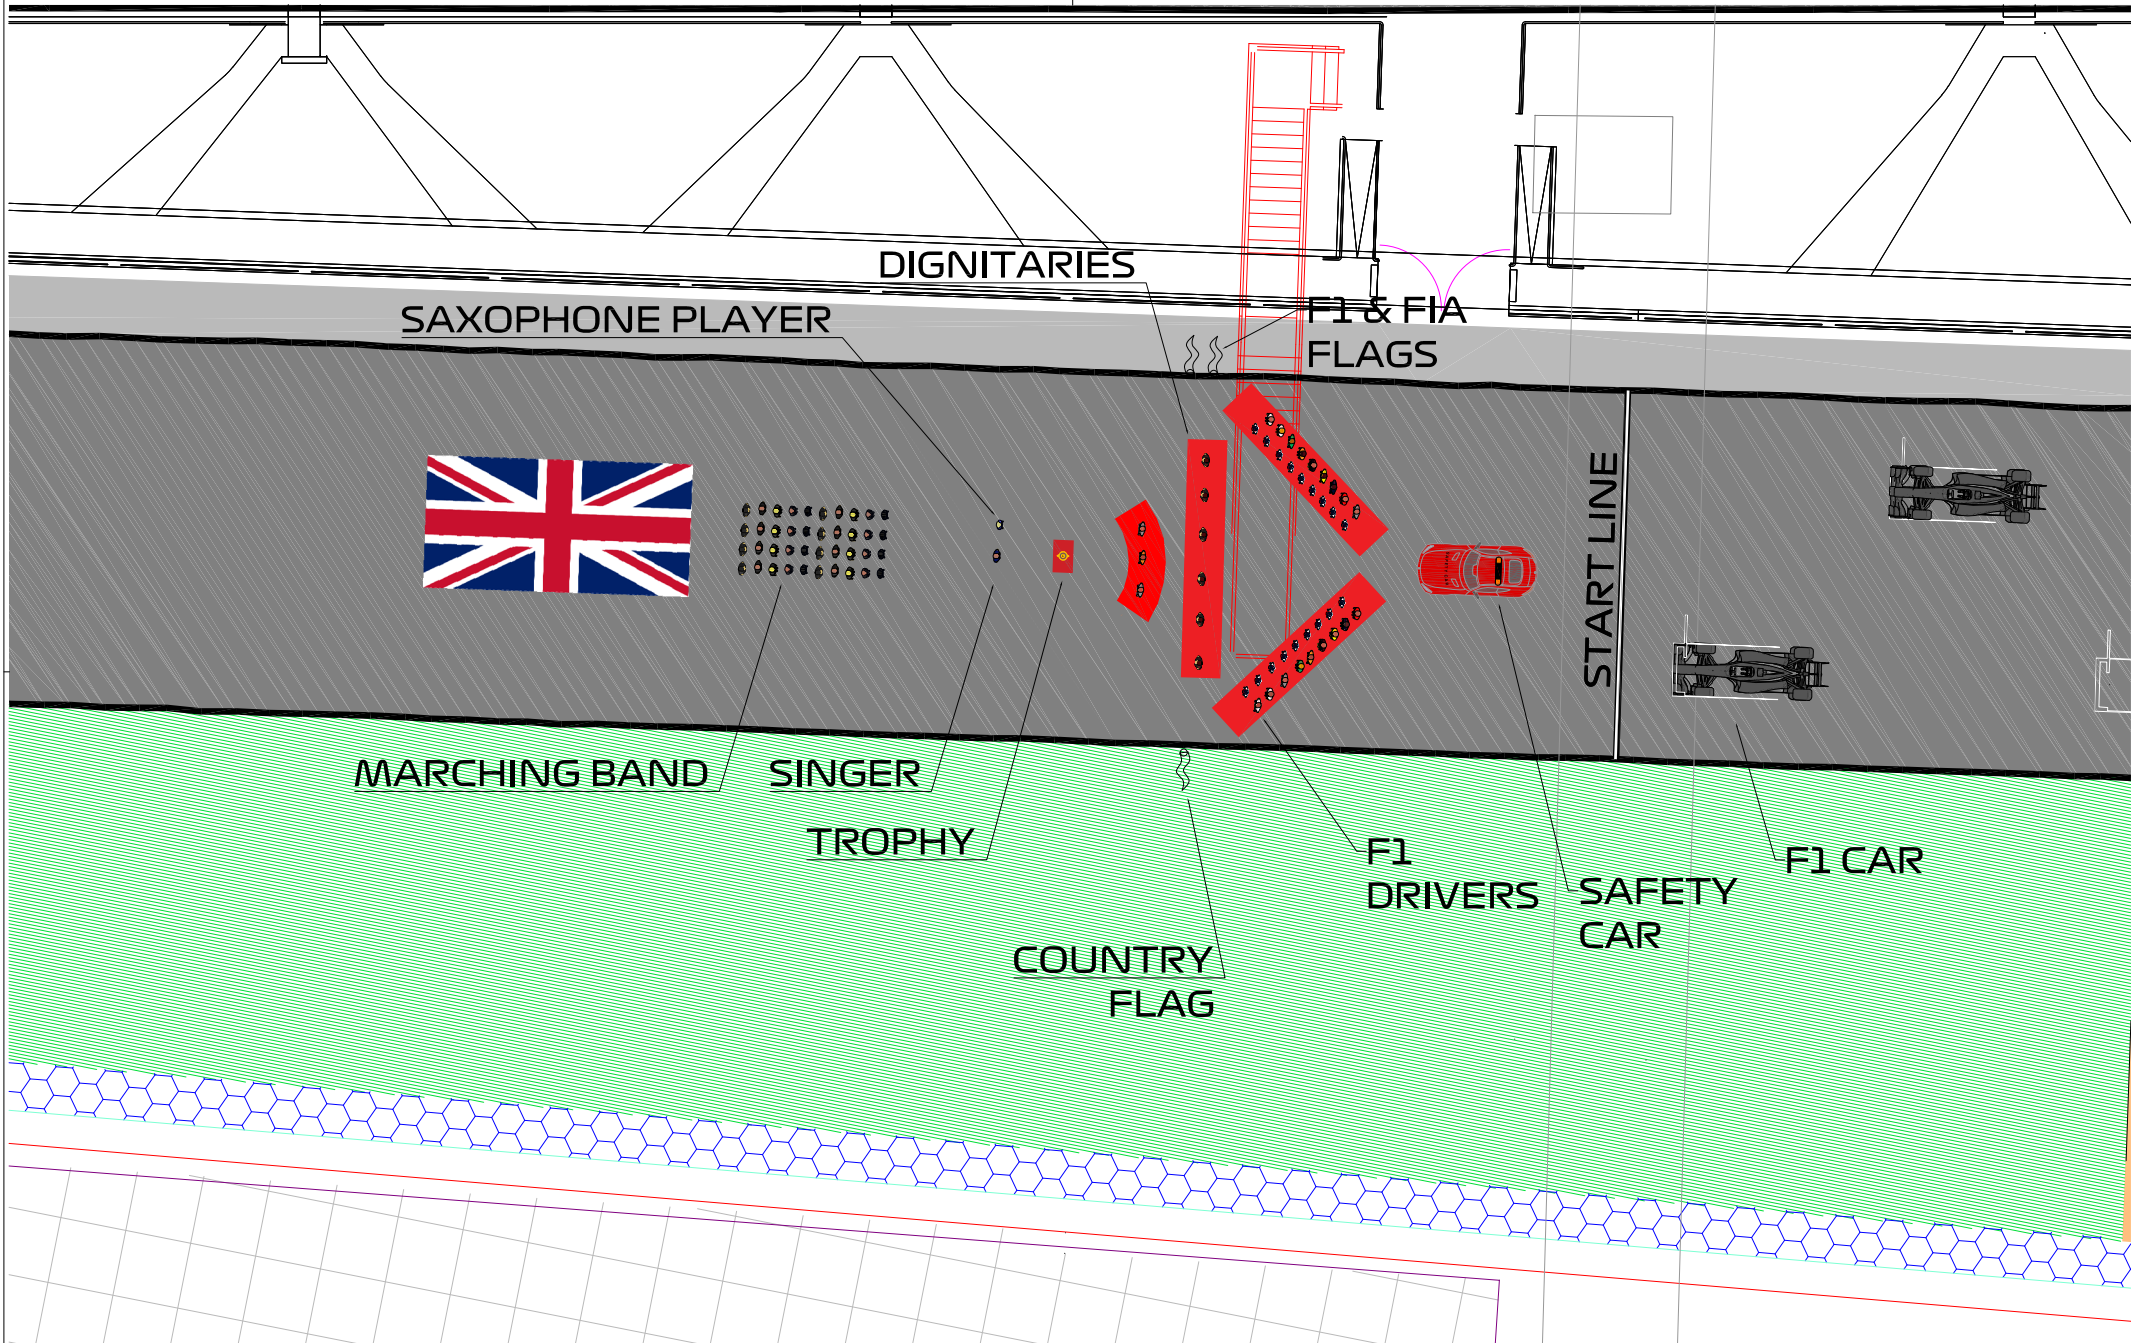 DIGNITARIES
SAXOPHONE PLAYER
F1 & FIA
FLAGS
START LINE
MARCHING BAND
SINGER
TROPHY
F1
DRIVERS
SAFETY
CAR
F1 CAR
COUNTRY
FLAG